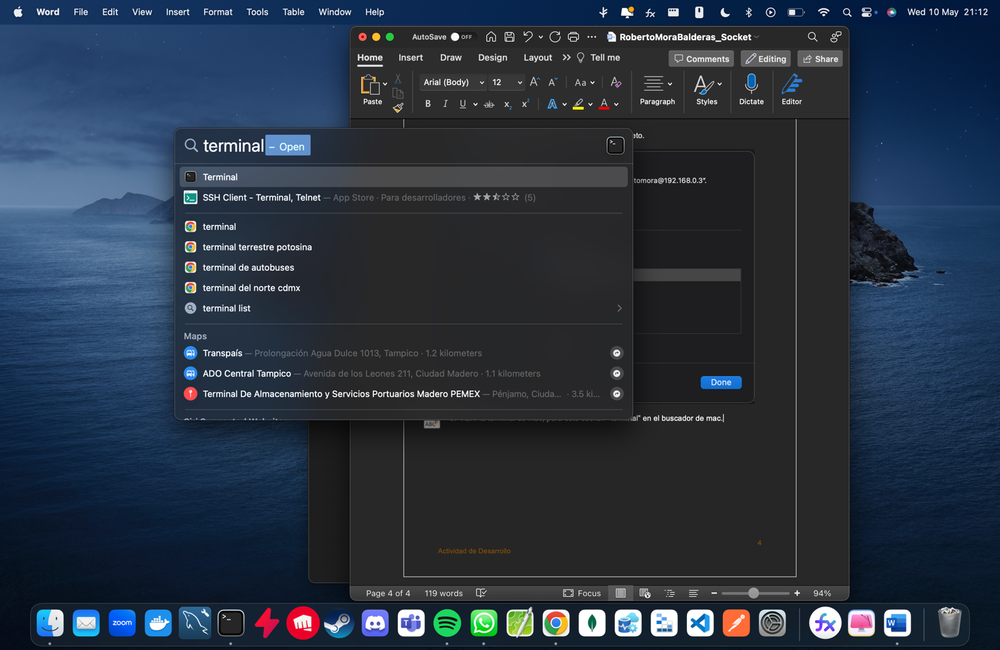 Word File Edit View Insert Format Tools Table Window Help Wed 10 May 21:12
AutoSave OFF RobertoMoraBalderas_Socket
Home Insert Draw Design Layout Tell me Comments Editing Share
Arial (Body) 12 Aa
Paste B I U ab x₂ x² A A Paragraph Styles Dictate Editor
terminal – Open
eto.
Terminal
tomora@192.168.0.3".
SSH Client - Terminal, Telnet — App Store · Para desarrolladores · ★★⯪☆☆ (5)
terminal
terminal terrestre potosina
terminal de autobuses
terminal del norte cdmx
terminal list
Maps
Transpaís — Prolongación Agua Dulce 1013, Tampico · 1.2 kilometers
ADO Central Tampico — Avenida de los Leones 211, Ciudad Madero · 1.1 kilometers
Done
Terminal De Almacenamiento y Servicios Portuarios Madero PEMEX — Pénjamo, Ciuda... · 3.5 ki...
en el buscador de mac.
ABC
4
Actividad de Desarrollo
Page 4 of 4 119 words Focus 94%
zoom